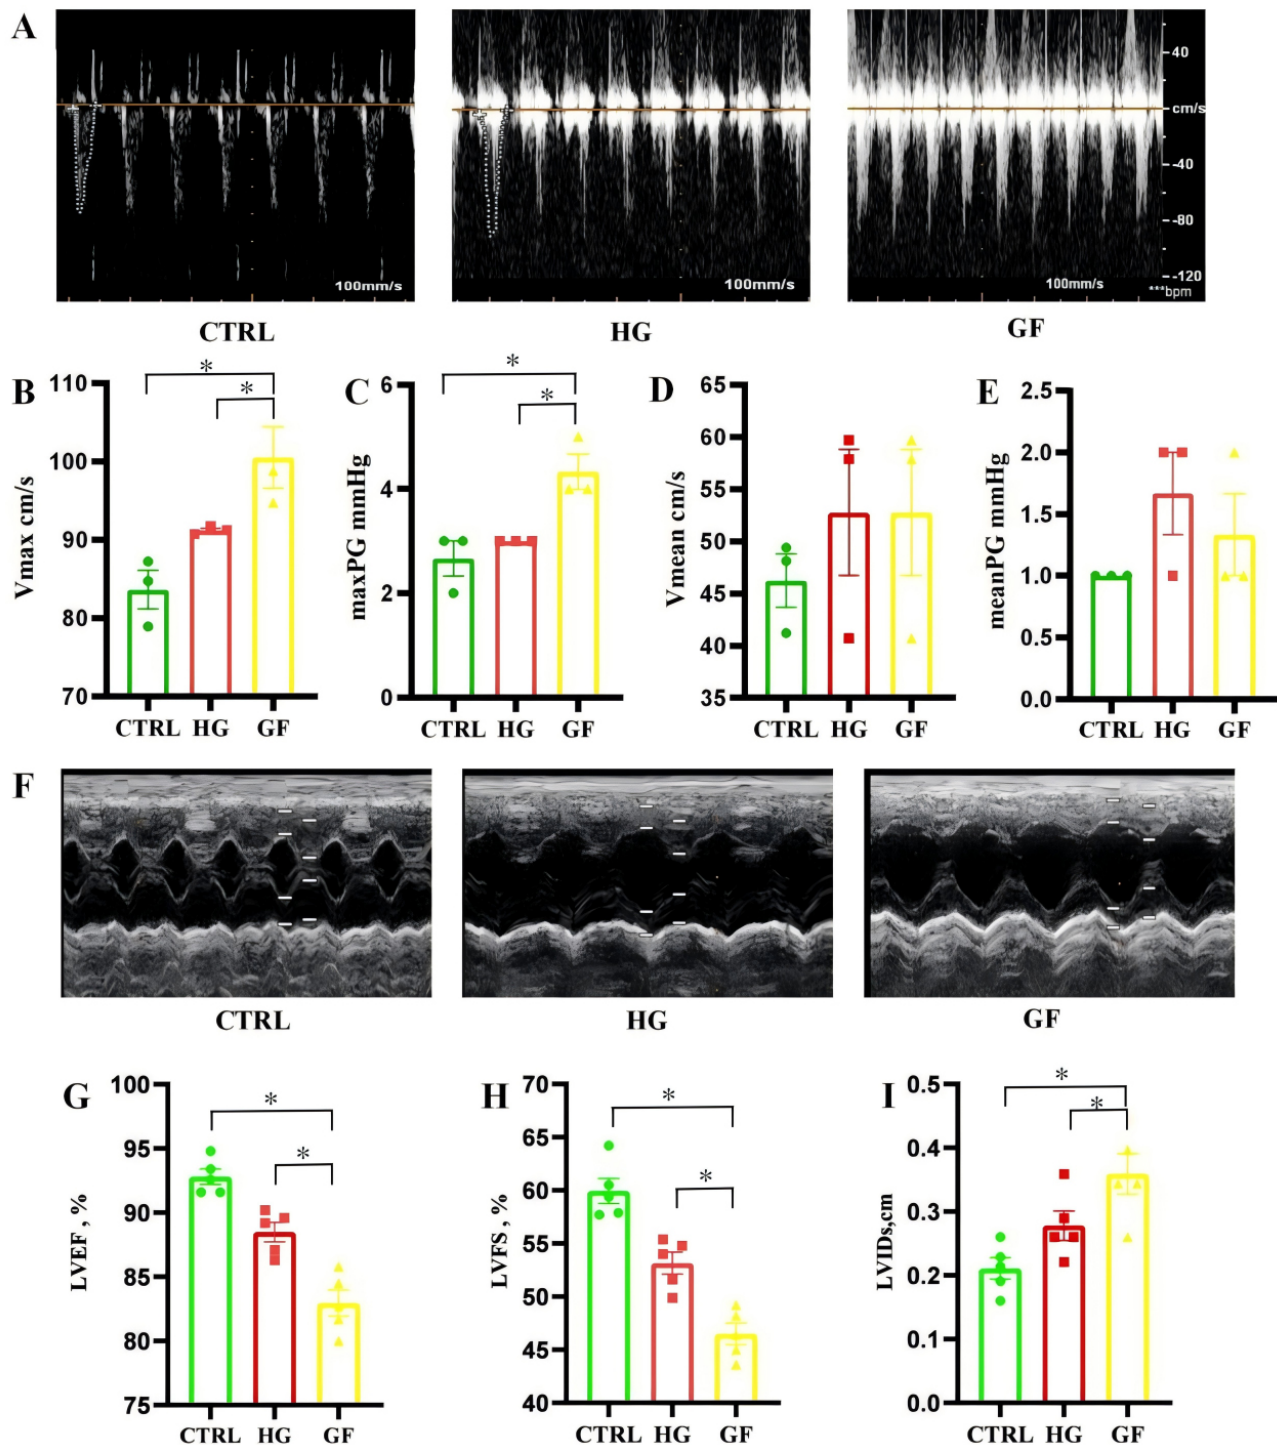 A
100mm/s
100mm/s
100mm/s
40
cm/s
-40
-80
-120
***bpm
CTRL
HG
GF
B
Vmax cm/s
110
100
90
80
70
*
*
CTRL HG GF
C
maxPG mmHg
6
4
2
0
*
*
CTRL HG GF
D
Vmean cm/s
65
60
55
50
45
40
35
CTRL HG GF
E
meanPG mmHg
2.5
2.0
1.5
1.0
0.5
0.0
CTRL HG GF
F
CTRL
HG
GF
G
LVEF , %
100
95
90
85
80
75
*
*
CTRL HG GF
H
LVFS , %
70
65
60
55
50
45
40
*
*
CTRL HG GF
I
LVIDs,cm
0.5
0.4
0.3
0.2
0.1
0.0
*
*
CTRL HG GF